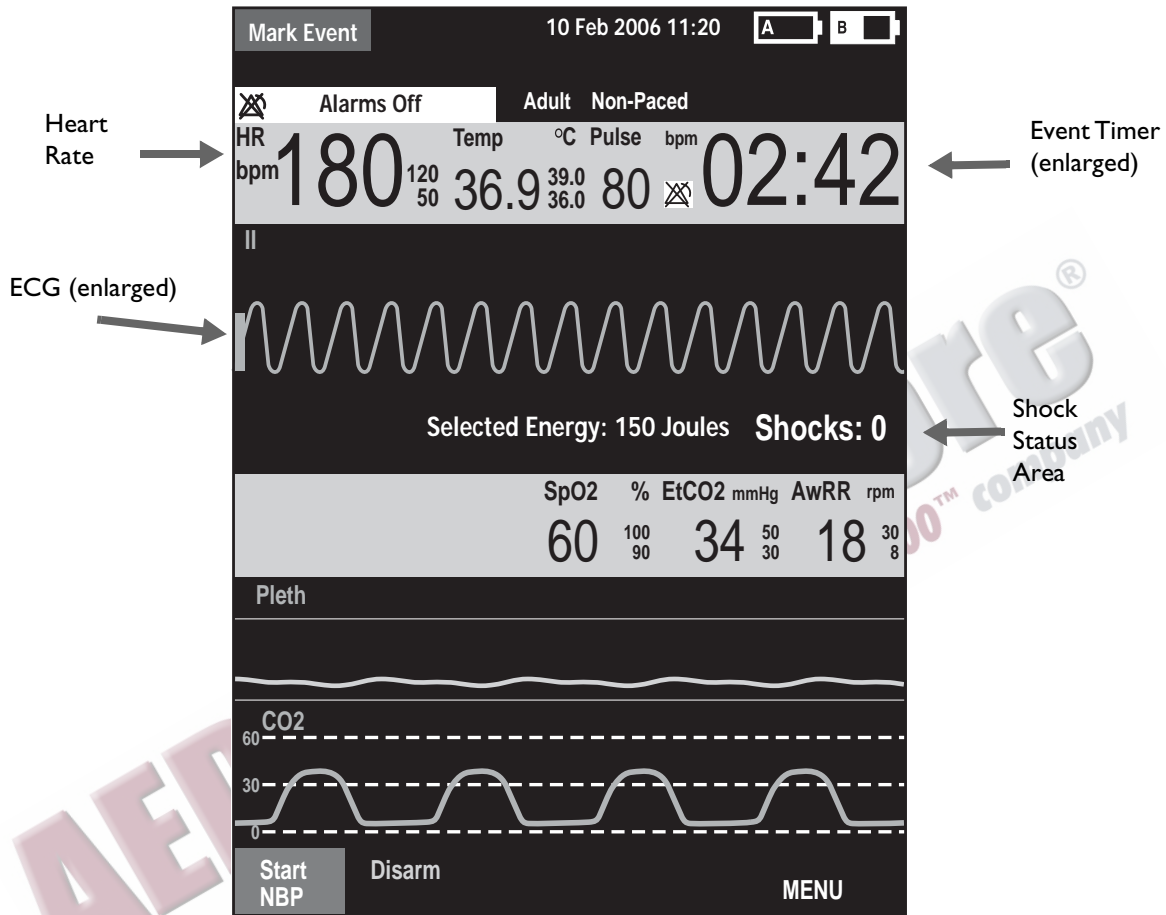 Mark Event
10 Feb 2006 11:20
A
B
Alarms Off
Adult Non-Paced
Heart
Rate
HR
bpm
180
120
50
Temp °C
36.9
39.0
36.0
Pulse bpm
80
02:42
Event Timer
(enlarged)
II
ECG (enlarged)
Selected Energy: 150 Joules Shocks: 0
Shock
Status
Area
SpO2 %
60
100
90
EtCO2 mmHg
34
50
30
AwRR rpm
18
30
8
Pleth
CO2
60
30
0
Start
NBP
Disarm
MENU
®
company